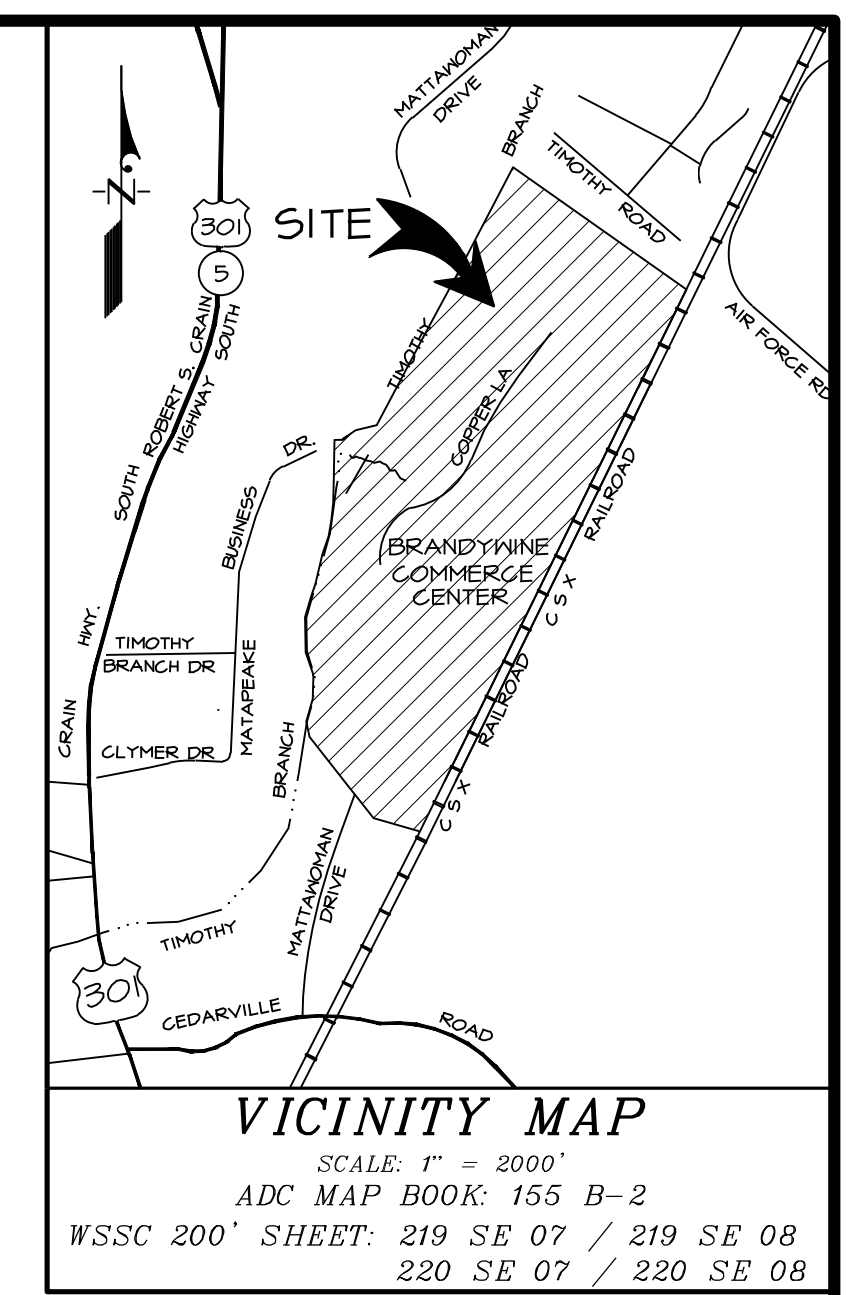 MATTAWOMAN
DRIVE
BRANCH
TIMOTHY ROAD
N
301
SITE
5
SOUTH ROBERT S. CRAIN
HIGHWAY SOUTH
AIR FORCE RD
TIMOTHY
COPPER LA
DR.
BUSINESS
RAILROAD
BRANDYWINE
COMMERCE
CENTER
CSX
CRAIN HWY.
TIMOTHY
BRANCH DR
MATAPEAKE
RAILROAD
BRANCH
CLYMER DR
CSX
MATTAWOMAN
DRIVE
TIMOTHY
301
CEDARVILLE ROAD
VICINITY MAP
SCALE: 1" = 2000'
ADC MAP BOOK: 155 B-2
WSSC 200' SHEET: 219 SE 07 / 219 SE 08
220 SE 07 / 220 SE 08